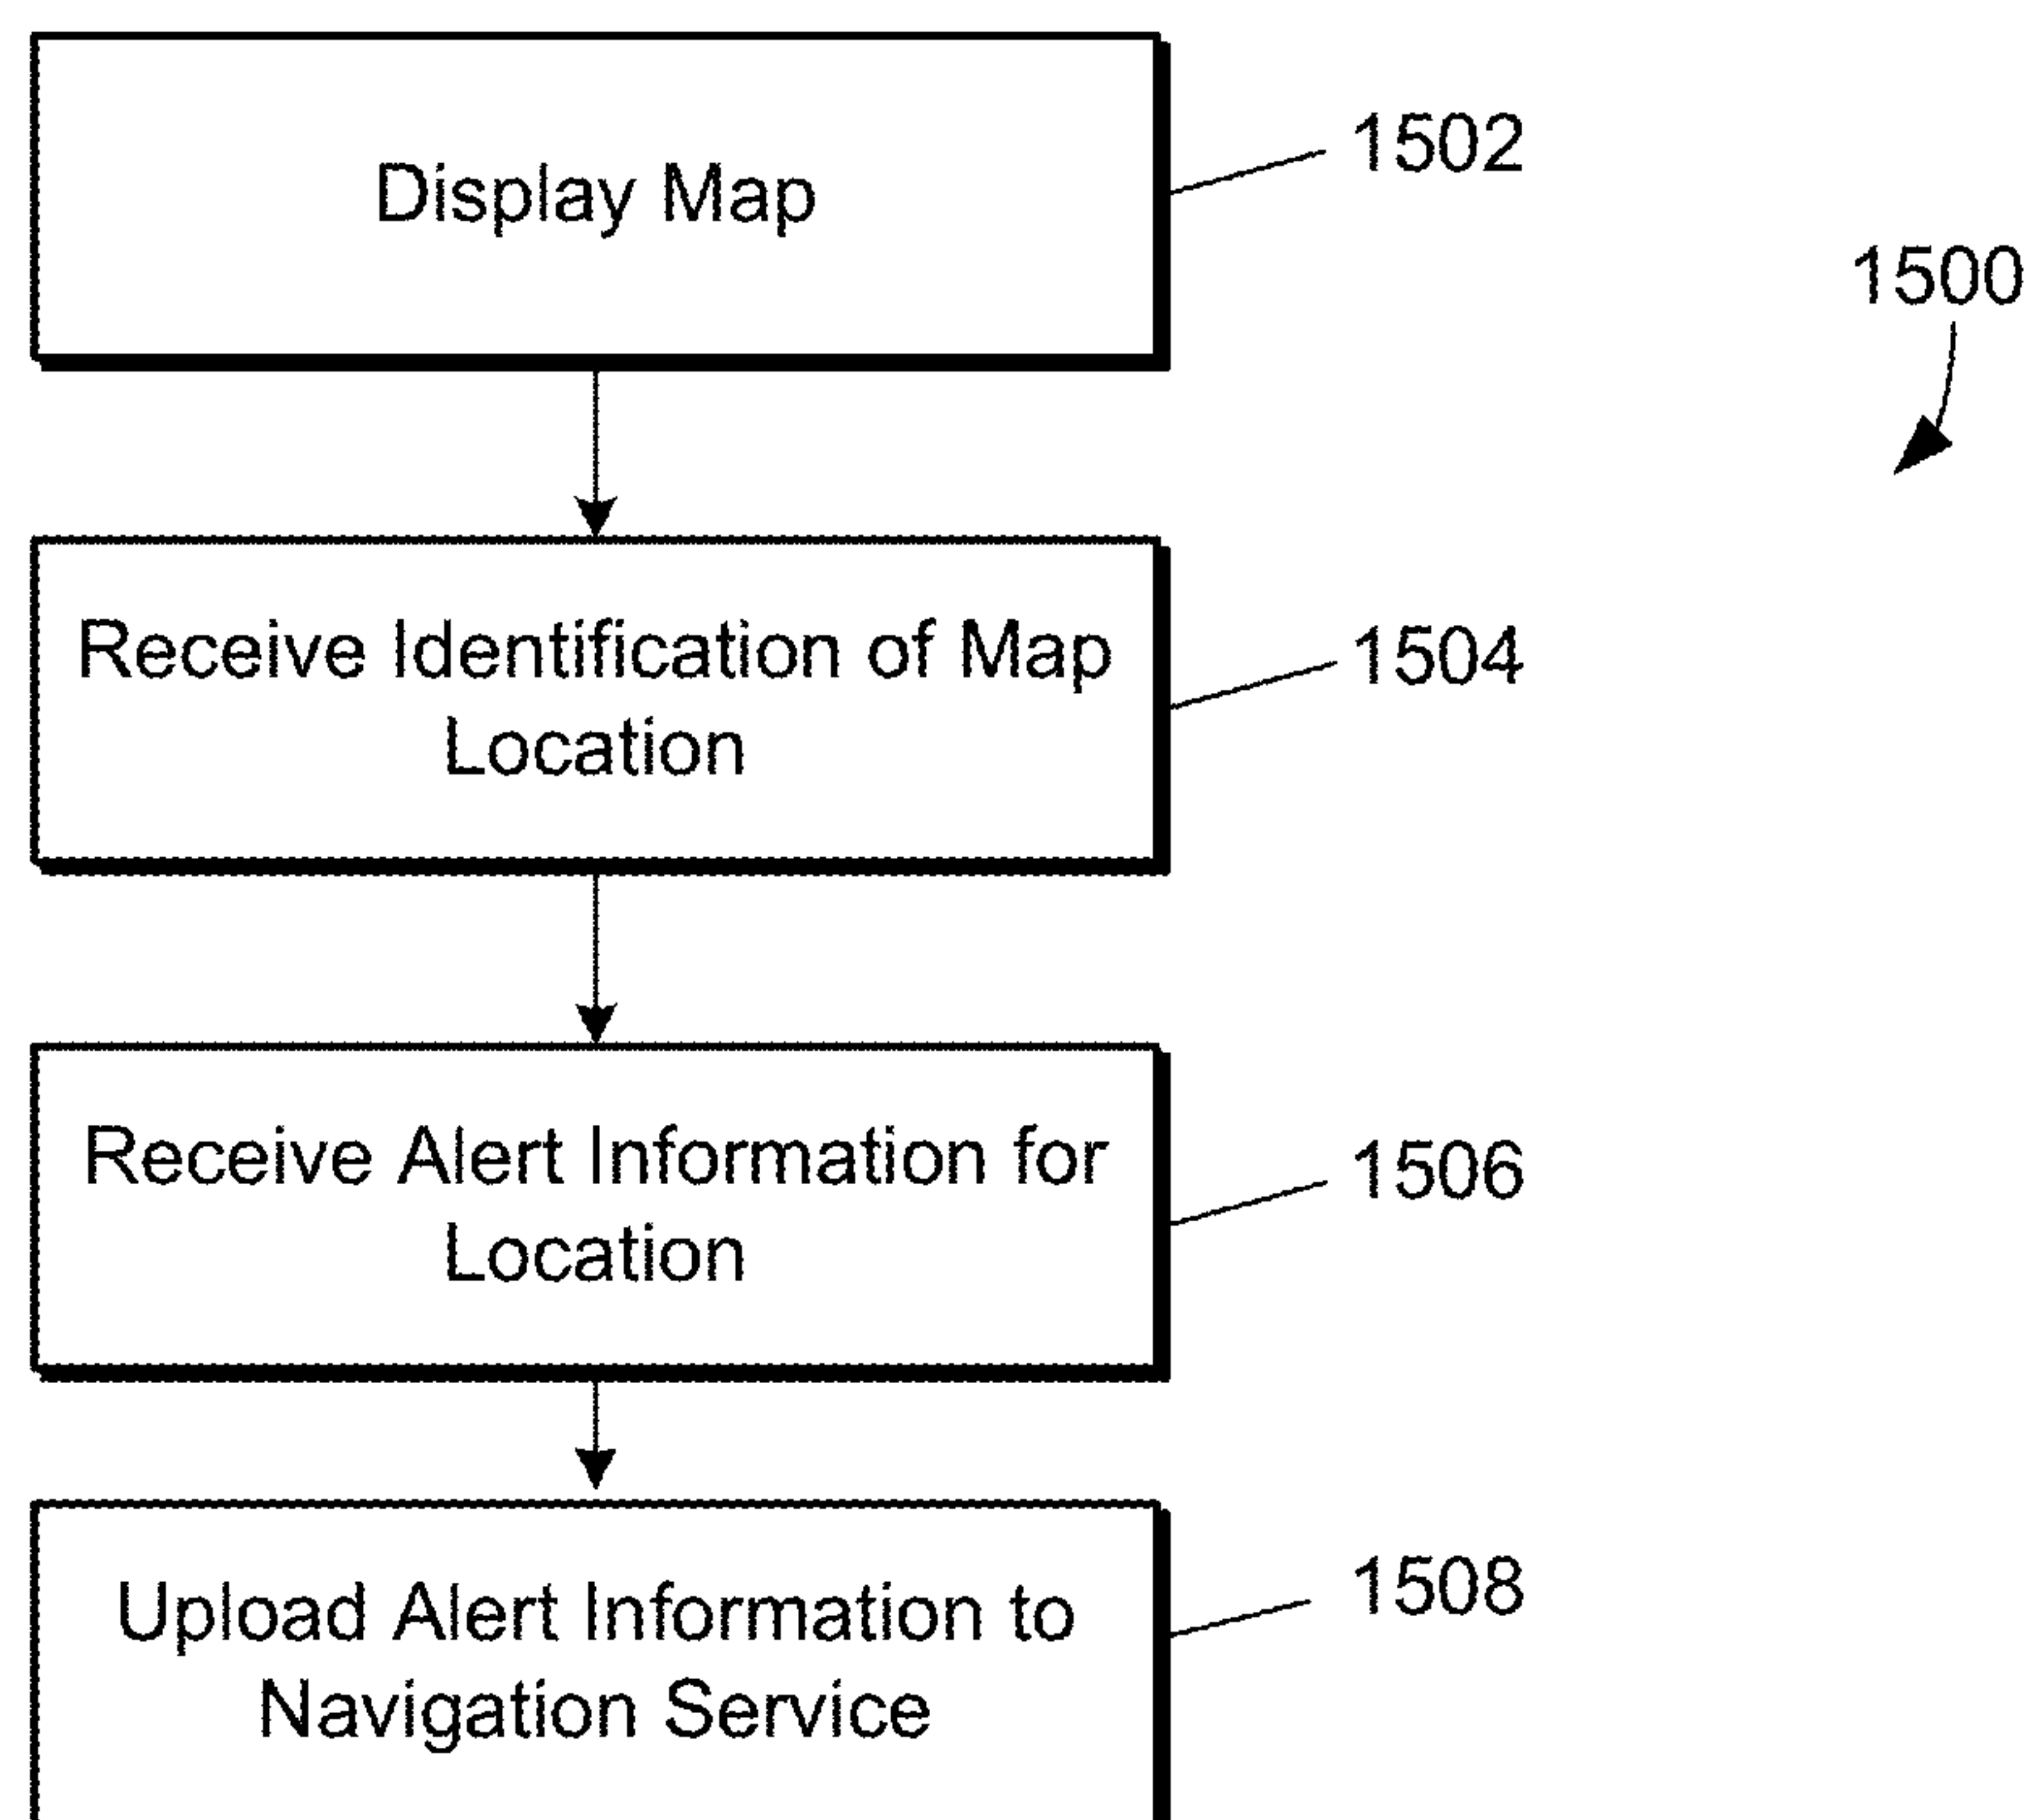 Display Map
1502
1500
Receive Identification of Map
Location
1504
Receive Alert Information for
Location
1506
Upload Alert Information to
Navigation Service
1508